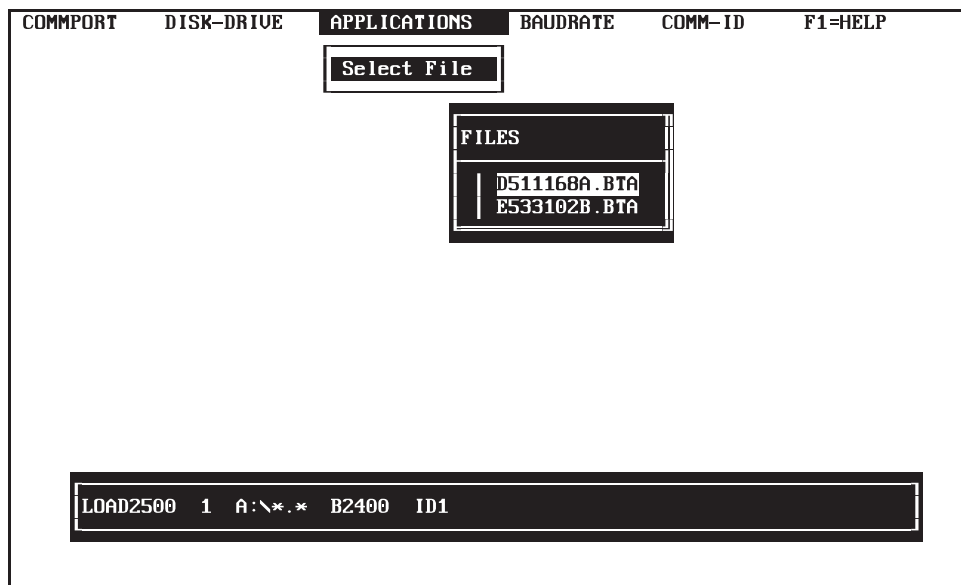 COMMPORT DISK-DRIVE APPLICATIONS BAUDRATE COMM-ID F1=HELP
Select File
FILES
D511168A.BTA
E533102B.BTA
LOAD2500 1 A:\*.* B2400 ID1